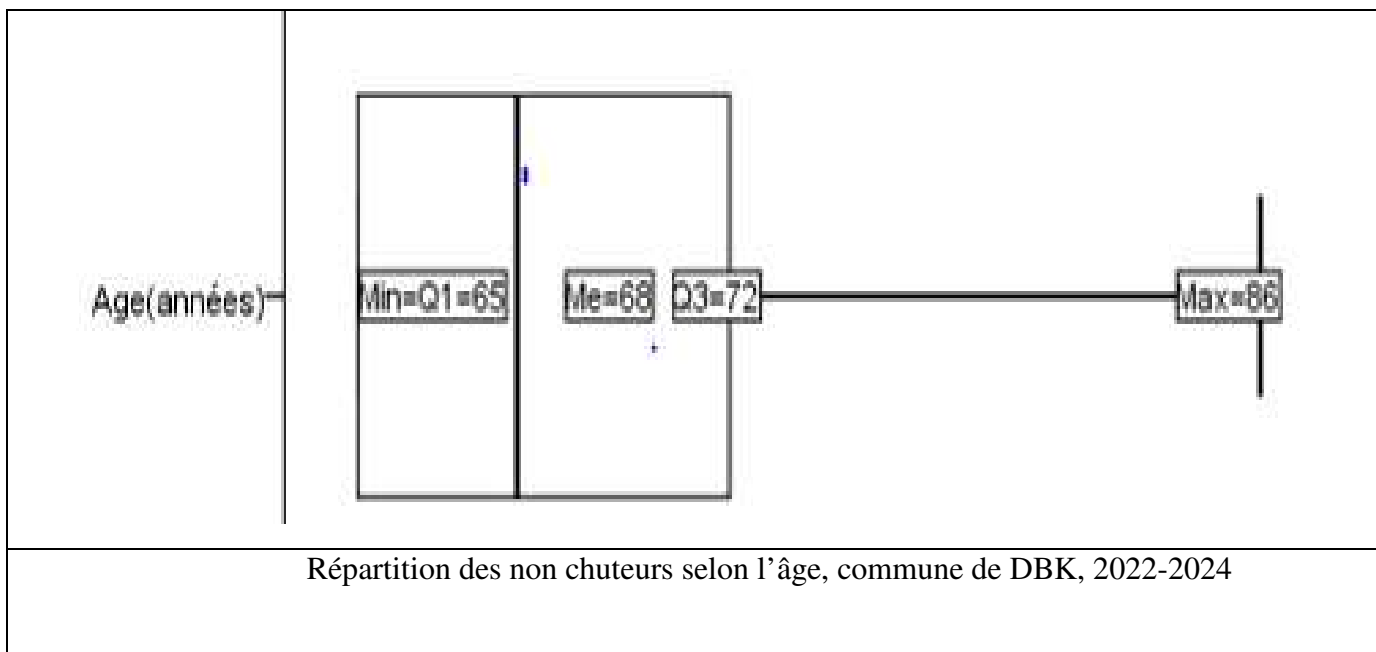 Age(années)
Min=Q1=65
Me=68
Q3=72
Max=86
Répartition des non chuteurs selon l’âge, commune de DBK, 2022-2024